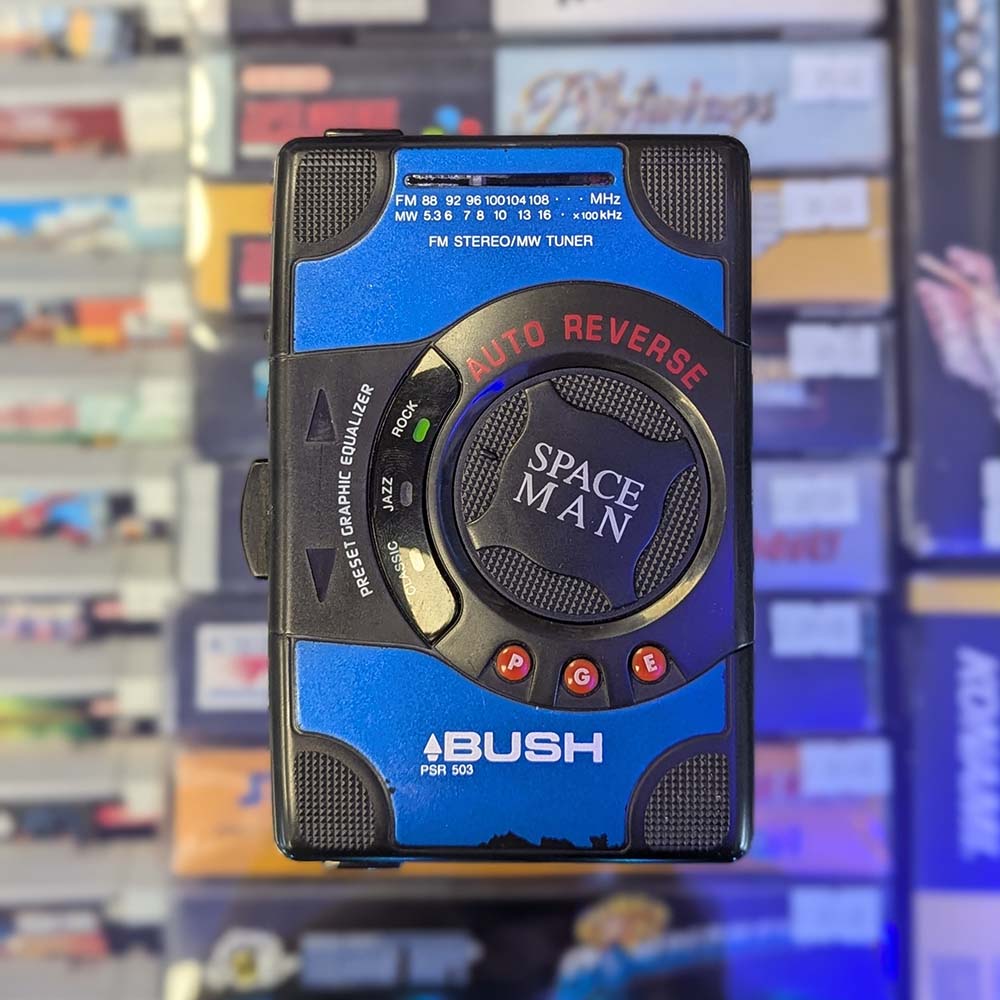 FM 88 92 96 100 104 108 · · · MHz
MW 5.3 6 7 8 10 13 16 · ×100 kHz
FM STEREO/MW TUNER
AUTO REVERSE
PRESET GRAPHIC EQUALIZER
ROCK
JAZZ
CLASSIC
SPACE
MAN
P G E
BUSH
PSR 503
KONAMI